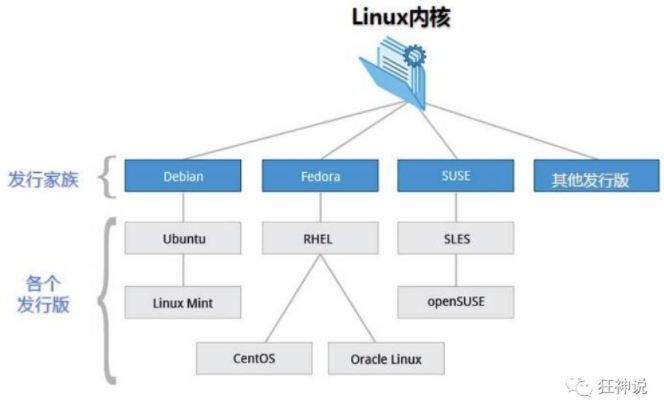 Linux内核
发行家族
Debian
Fedora
SUSE
其他发行版
各个
发行版
Ubuntu
RHEL
SLES
Linux Mint
openSUSE
CentOS
Oracle Linux
狂神说